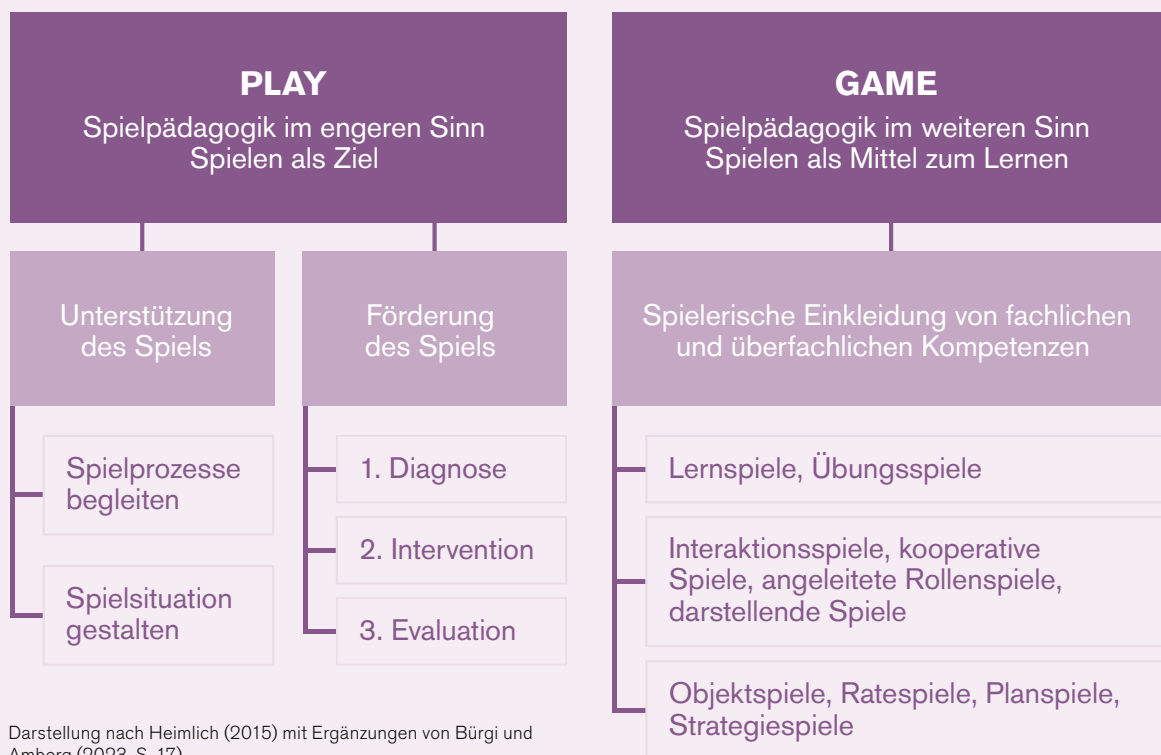 PLAY
Spielpädagogik im engeren Sinn
Spielen als Ziel
Unterstützung
des Spiels
Spielprozesse
begleiten
Spielsituation
gestalten
Förderung
des Spiels
1. Diagnose
2. Intervention
3. Evaluation
GAME
Spielpädagogik im weiteren Sinn
Spielen als Mittel zum Lernen
Spielerische Einkleidung von fachlichen
und überfachlichen Kompetenzen
Lernspiele, Übungsspiele
Interaktionsspiele, kooperative
Spiele, angeleitete Rollenspiele,
darstellende Spiele
Objektspiele, Ratespiele, Planspiele,
Strategiespiele
Darstellung nach Heimlich (2015) mit Ergänzungen von Bürgi und
Amberg (2023, S. 17)